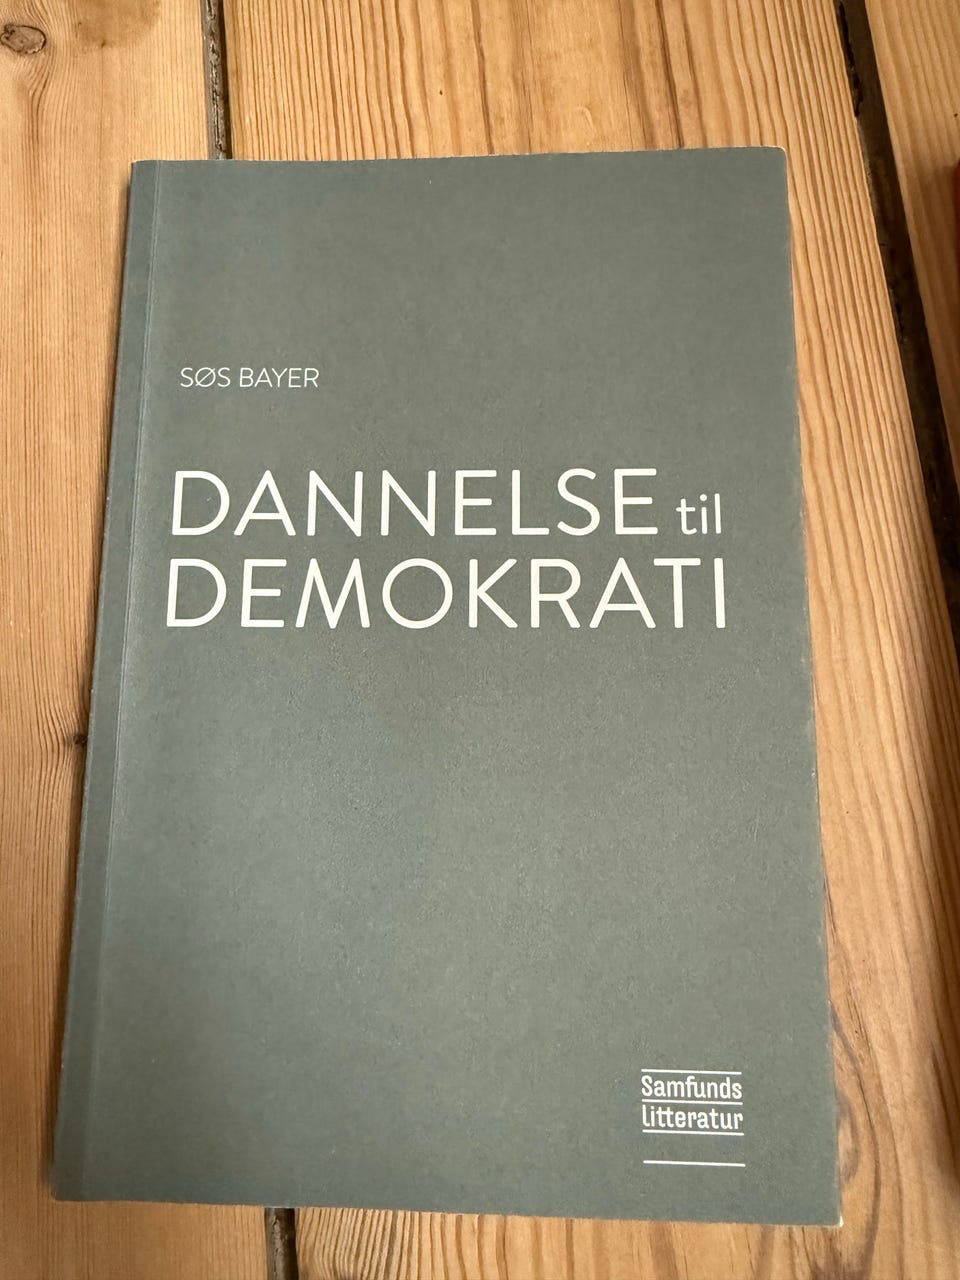 SØS BAYER
DANNELSE til
DEMOKRATI
Samfunds
litteratur